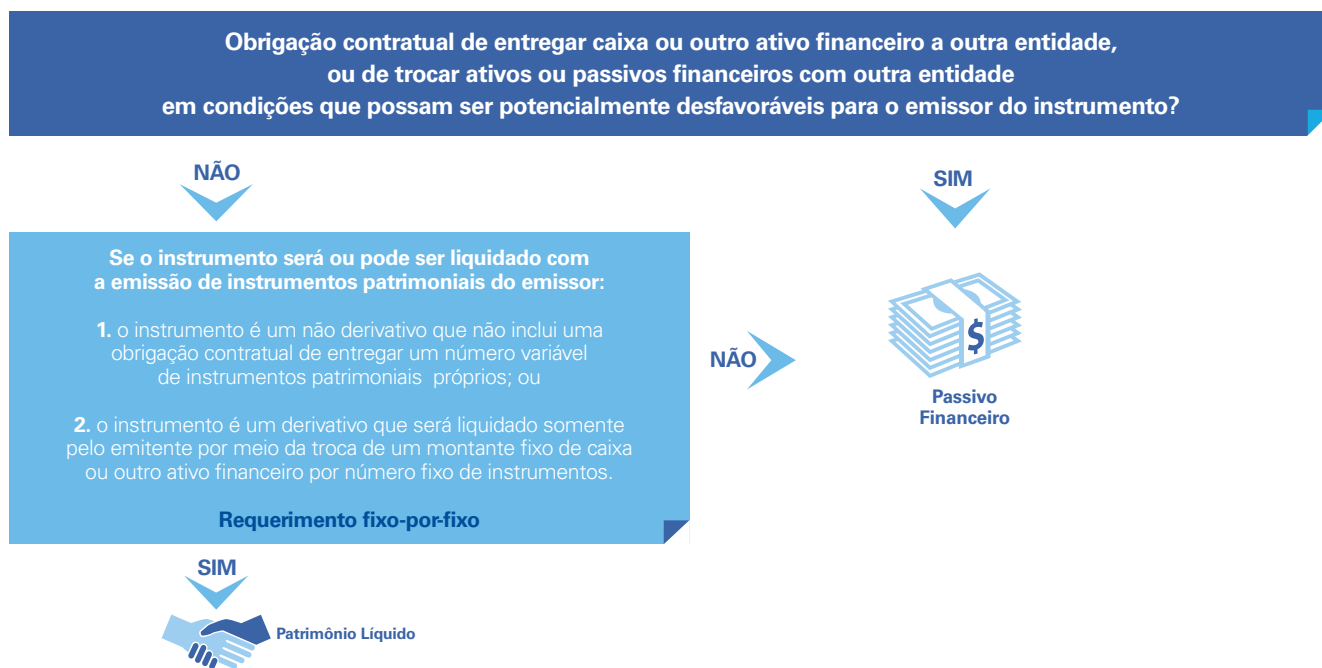 Obrigação contratual de entregar caixa ou outro ativo financeiro a outra entidade,
ou de trocar ativos ou passivos financeiros com outra entidade
em condições que possam ser potencialmente desfavoráveis para o emissor do instrumento?
NÃO
SIM
Se o instrumento será ou pode ser liquidado com
a emissão de instrumentos patrimoniais do emissor:
1. o instrumento é um não derivativo que não inclui uma
obrigação contratual de entregar um número variável
de instrumentos patrimoniais próprios; ou
2. o instrumento é um derivativo que será liquidado somente
pelo emitente por meio da troca de um montante fixo de caixa
ou outro ativo financeiro por número fixo de instrumentos.
Requerimento fixo-por-fixo
NÃO
$
Passivo
Financeiro
SIM
Patrimônio Líquido